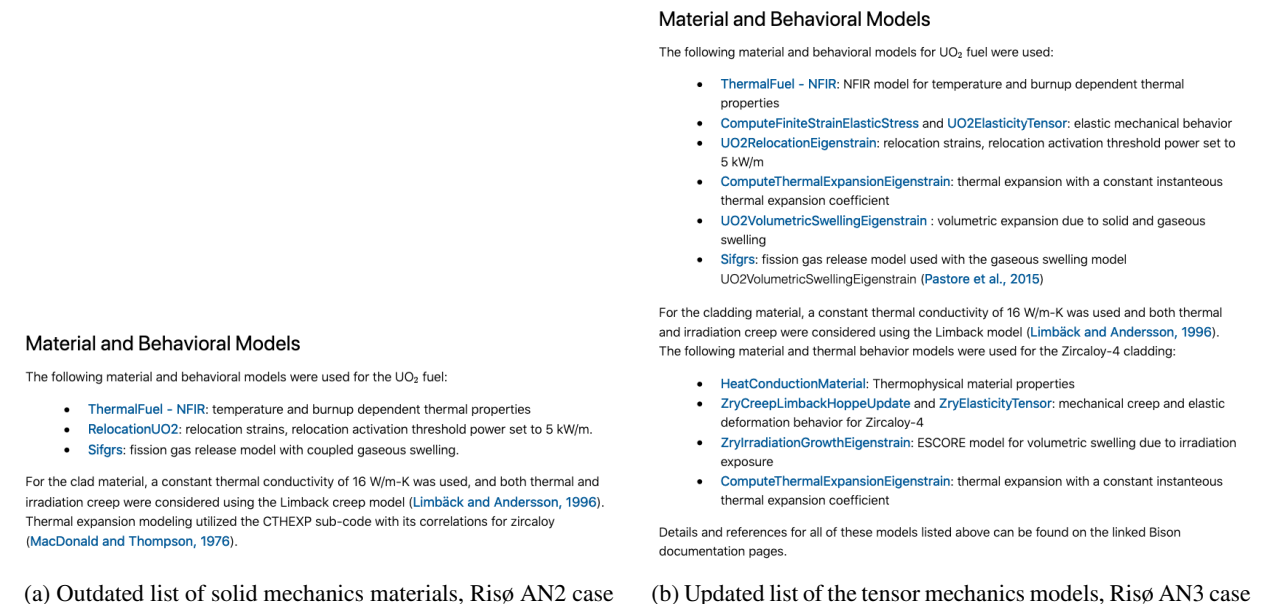 Material and Behavioral Models
The following material and behavioral models were used for the UO₂ fuel:
• ThermalFuel - NFIR: temperature and burnup dependent thermal properties
• RelocationUO2: relocation strains, relocation activation threshold power set to 5 kW/m.
• Sifgrs: fission gas release model with coupled gaseous swelling.
For the clad material, a constant thermal conductivity of 16 W/m-K was used, and both thermal and
irradiation creep were considered using the Limback creep model (Limbäck and Andersson, 1996).
Thermal expansion modeling utilized the CTHEXP sub-code with its correlations for zircaloy
(MacDonald and Thompson, 1976).
(a) Outdated list of solid mechanics materials, Risø AN2 case
Material and Behavioral Models
The following material and behavioral models for UO₂ fuel were used:
• ThermalFuel - NFIR: NFIR model for temperature and burnup dependent thermal
properties
• ComputeFiniteStrainElasticStress and UO2ElasticityTensor: elastic mechanical behavior
• UO2RelocationEigenstrain: relocation strains, relocation activation threshold power set to
5 kW/m
• ComputeThermalExpansionEigenstrain: thermal expansion with a constant instanteous
thermal expansion coefficient
• UO2VolumetricSwellingEigenstrain : volumetric expansion due to solid and gaseous
swelling
• Sifgrs: fission gas release model used with the gaseous swelling model
UO2VolumetricSwellingEigenstrain (Pastore et al., 2015)
For the cladding material, a constant thermal conductivity of 16 W/m-K was used and both thermal
and irradiation creep were considered using the Limback model (Limbäck and Andersson, 1996).
The following material and thermal behavior models were used for the Zircaloy-4 cladding:
• HeatConductionMaterial: Thermophysical material properties
• ZryCreepLimbackHoppeUpdate and ZryElasticityTensor: mechanical creep and elastic
deformation behavior for Zircaloy-4
• ZryIrradiationGrowthEigenstrain: ESCORE model for volumetric swelling due to irradiation
exposure
• ComputeThermalExpansionEigenstrain: thermal expansion with a constant instanteous
thermal expansion coefficient
Details and references for all of these models listed above can be found on the linked Bison
documentation pages.
(b) Updated list of the tensor mechanics models, Risø AN3 case